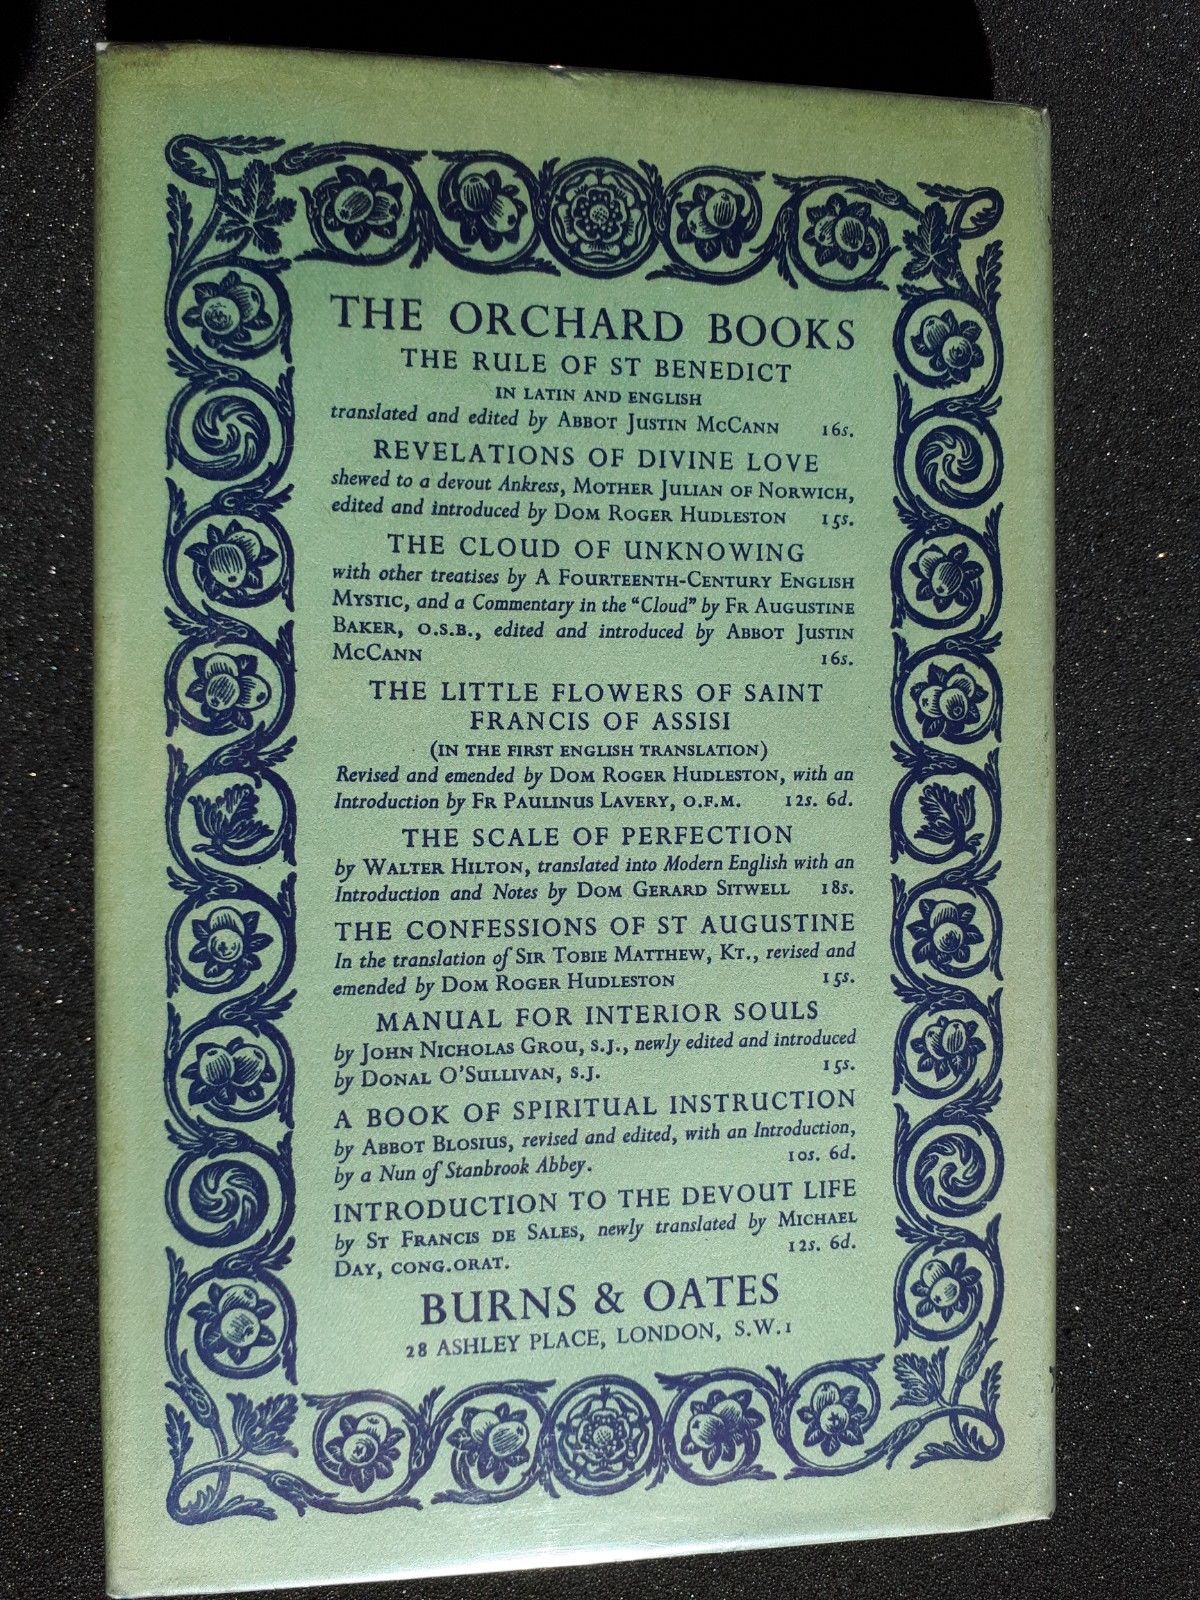 THE ORCHARD BOOKS
THE RULE OF ST BENEDICT
IN LATIN AND ENGLISH
translated and edited by ABBOT JUSTIN MCCANN 16s.
REVELATIONS OF DIVINE LOVE
shewed to a devout Ankress, MOTHER JULIAN OF NORWICH,
edited and introduced by DOM ROGER HUDLESTON 15s.
THE CLOUD OF UNKNOWING
with other treatises by A FOURTEENTH-CENTURY ENGLISH
MYSTIC, and a Commentary in the "Cloud" by FR AUGUSTINE
BAKER, O.S.B., edited and introduced by ABBOT JUSTIN
MCCANN 16s.
THE LITTLE FLOWERS OF SAINT
FRANCIS OF ASSISI
(IN THE FIRST ENGLISH TRANSLATION)
Revised and emended by DOM ROGER HUDLESTON, with an
Introduction by FR PAULINUS LAVERY, O.F.M. 12s. 6d.
THE SCALE OF PERFECTION
by WALTER HILTON, translated into Modern English with an
Introduction and Notes by DOM GERARD SITWELL 18s.
THE CONFESSIONS OF ST AUGUSTINE
In the translation of SIR TOBIE MATTHEW, KT., revised and
emended by DOM ROGER HUDLESTON 15s.
MANUAL FOR INTERIOR SOULS
by JOHN NICHOLAS GROU, S.J., newly edited and introduced
by DONAL O'SULLIVAN, S.J. 15s.
A BOOK OF SPIRITUAL INSTRUCTION
by ABBOT BLOSIUS, revised and edited, with an Introduction,
by a Nun of Stanbrook Abbey. 10s. 6d.
INTRODUCTION TO THE DEVOUT LIFE
by ST FRANCIS DE SALES, newly translated by MICHAEL
DAY, CONG.ORAT. 12s. 6d.
BURNS & OATES
28 ASHLEY PLACE, LONDON, S.W.1